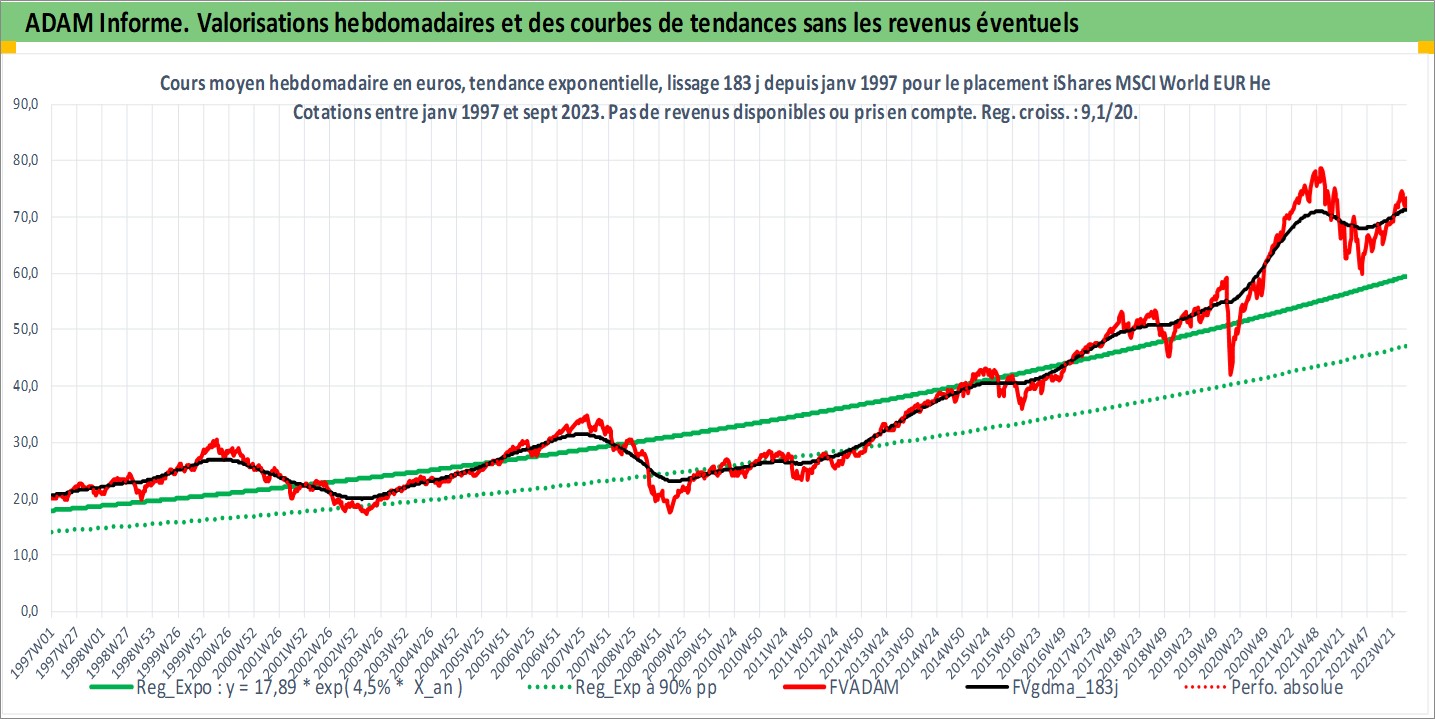 ADAM Informe. Valorisations hebdomadaires et des courbes de tendances sans les revenus éventuels
Cours moyen hebdomadaire en euros, tendance exponentielle, lissage 183 j depuis janv 1997 pour le placement iShares MSCI World EUR He
Cotations entre janv 1997 et sept 2023. Pas de revenus disponibles ou pris en compte. Reg. croiss. : 9,1/20.
90,0
80,0
70,0
60,0
50,0
40,0
30,0
20,0
10,0
0,0
1997W01
1997W27
1998W01
1998W27
1998W53
1999W26
1999W52
2000W26
2000W52
2001W26
2001W52
2002W26
2002W52
2003W26
2003W52
2004W26
2004W52
2005W25
2005W51
2006W25
2006W51
2007W25
2007W51
2008W25
2008W51
2009W25
2009W51
2010W24
2010W50
2011W24
2011W50
2012W24
2012W50
2013W24
2013W50
2014W24
2014W50
2015W24
2015W50
2016W23
2016W49
2017W23
2017W49
2018W23
2018W49
2019W23
2019W49
2020W23
2020W49
2021W22
2021W48
2022W21
2022W47
2023W21
Reg_Expo : y = 17,89 * exp( 4,5% * X_an )
Reg_Exp à 90% pp
FVADAM
FVgdma_183j
Perfo. absolue